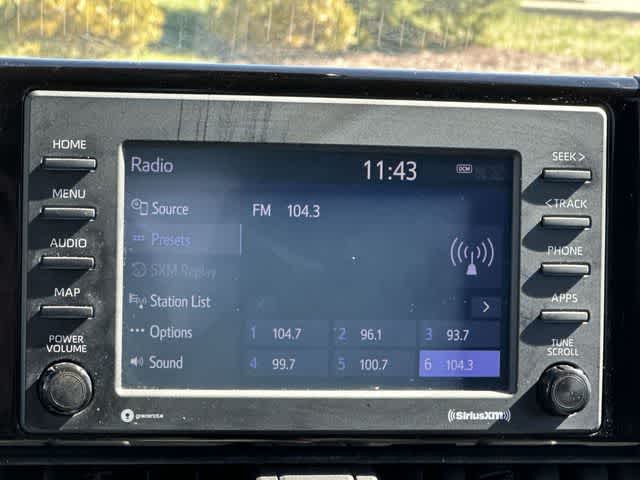 HOME
MENU
AUDIO
MAP
POWER
VOLUME
Radio
11:43
DCM
Source
FM 104.3
Presets
SXM Replay
Station List
>
Options
1 104.7
2 96.1
3 93.7
Sound
4 99.7
5 100.7
6 104.3
SEEK >
< TRACK
PHONE
APPS
TUNE
SCROLL
gracenote
SiriusXM